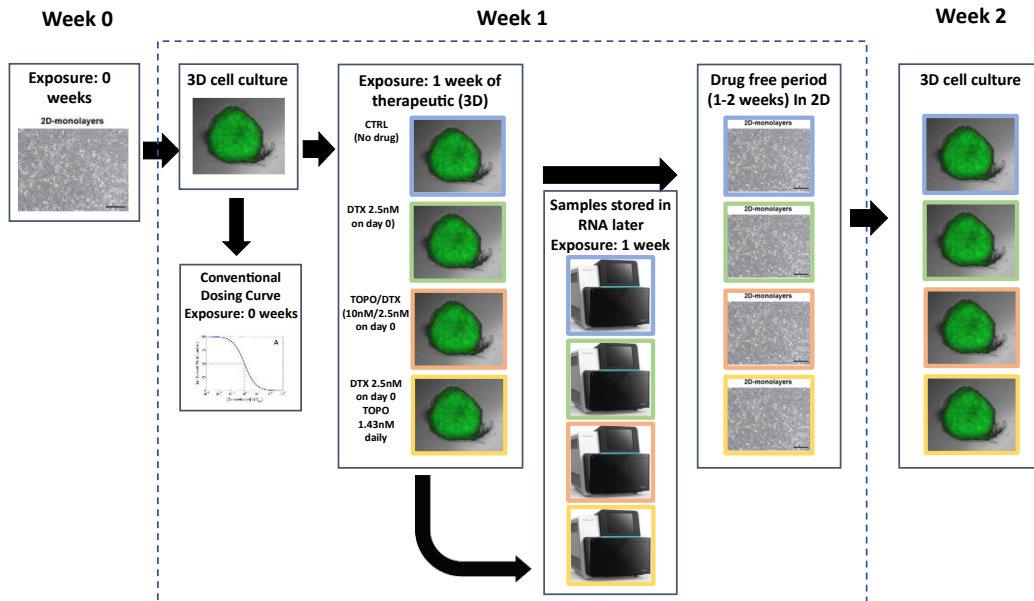 Week 0
Week 1
Week 2
Exposure: 0
weeks
2D-monolayers
3D cell culture
Conventional
Dosing Curve
Exposure: 0 weeks
A
Exposure: 1 week of
therapeutic (3D)
CTRL
(No drug)
DTX 2.5nM
on day 0)
TOPO/DTX
(10nM/2.5nM
on day 0
DTX 2.5nM
on day 0
TOPO
1.43nM
daily
Samples stored in
RNA later
Exposure: 1 week
Drug free period
(1-2 weeks) In 2D
2D-monolayers
2D-monolayers
2D-monolayers
2D-monolayers
3D cell culture